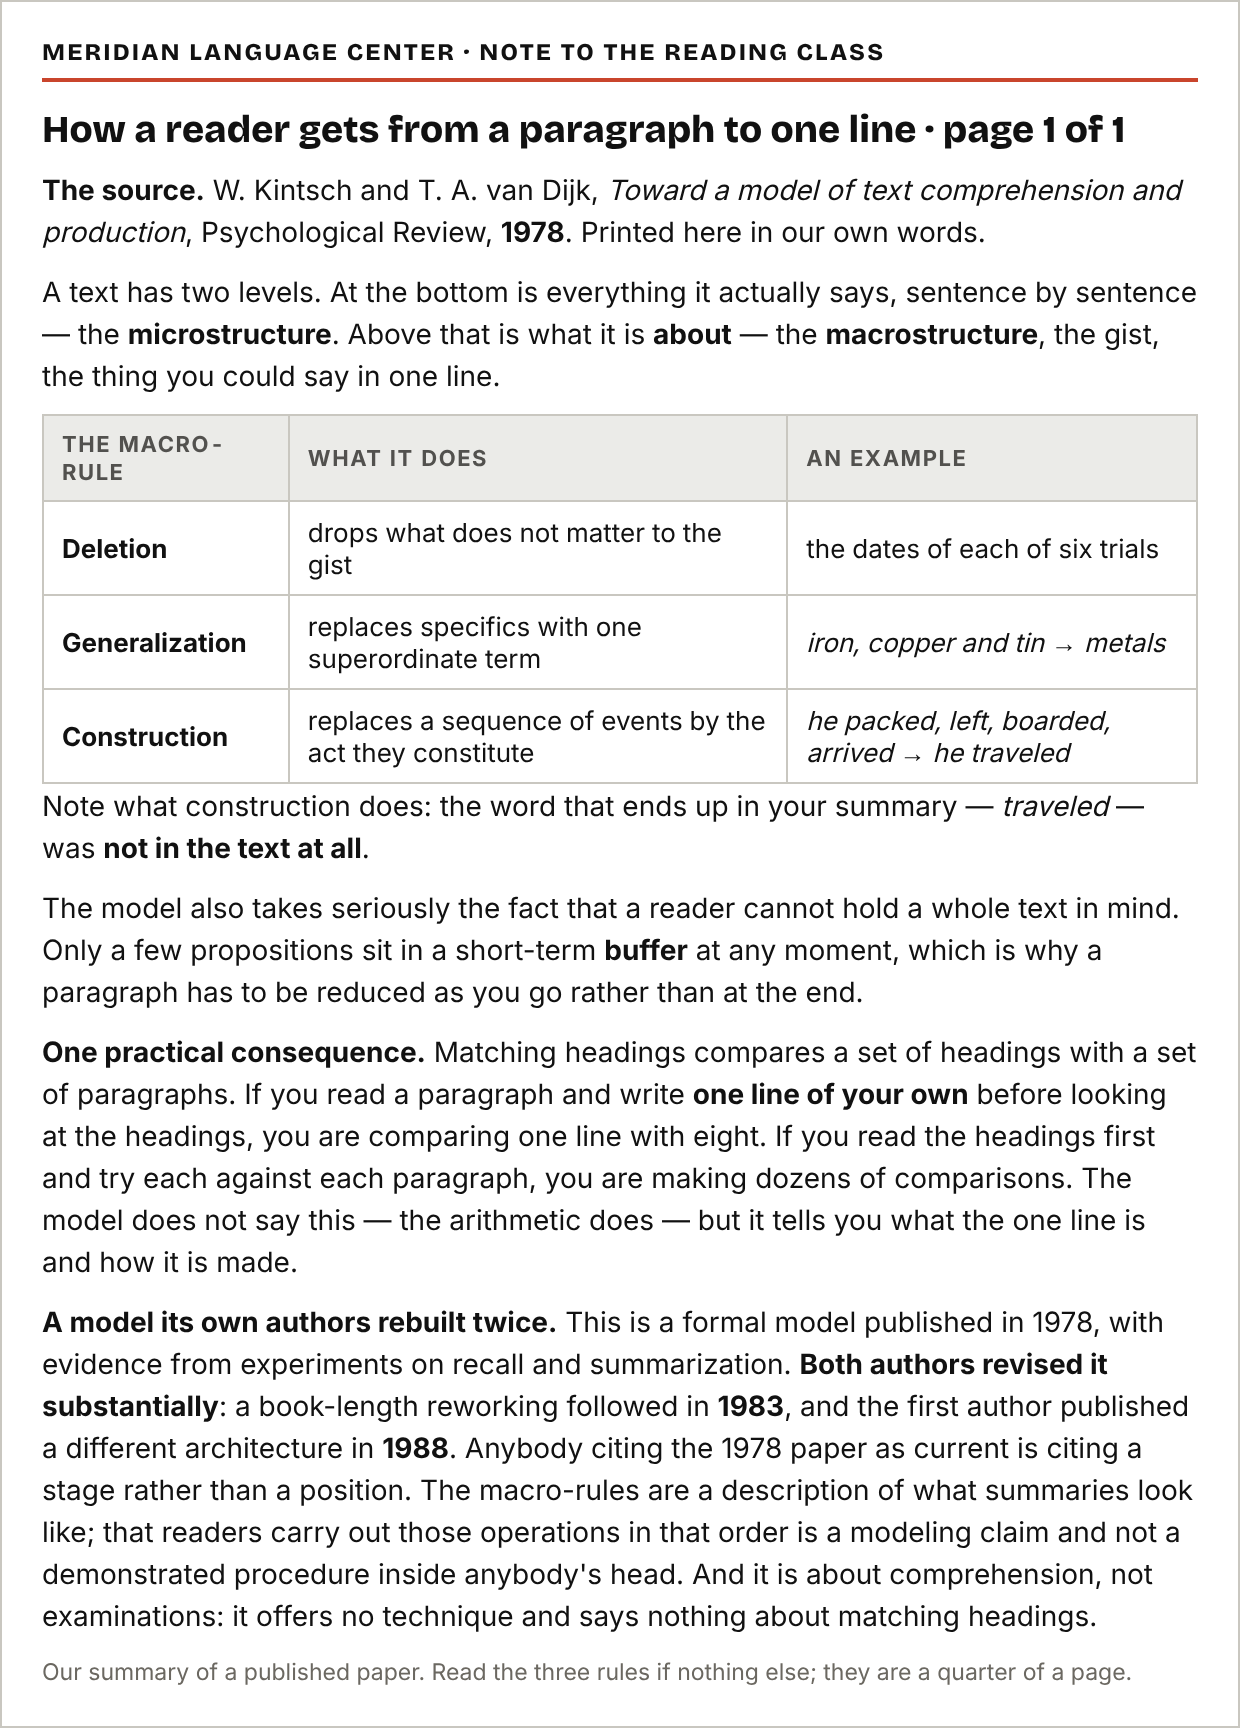 MERIDIAN LANGUAGE CENTER · NOTE TO THE READING CLASS
How a reader gets from a paragraph to one line · page 1 of 1
The source. W. Kintsch and T. A. van Dijk, Toward a model of text comprehension and
production, Psychological Review, 1978. Printed here in our own words.
A text has two levels. At the bottom is everything it actually says, sentence by sentence
— the microstructure. Above that is what it is about — the macrostructure, the gist,
the thing you could say in one line.
THE MACRO-
RULE
WHAT IT DOES
AN EXAMPLE
Deletion
drops what does not matter to the
gist
the dates of each of six trials
Generalization
replaces specifics with one
superordinate term
iron, copper and tin → metals
Construction
replaces a sequence of events by the
act they constitute
he packed, left, boarded,
arrived → he traveled
Note what construction does: the word that ends up in your summary — traveled —
was not in the text at all.
The model also takes seriously the fact that a reader cannot hold a whole text in mind.
Only a few propositions sit in a short-term buffer at any moment, which is why a
paragraph has to be reduced as you go rather than at the end.
One practical consequence. Matching headings compares a set of headings with a set
of paragraphs. If you read a paragraph and write one line of your own before looking
at the headings, you are comparing one line with eight. If you read the headings first
and try each against each paragraph, you are making dozens of comparisons. The
model does not say this — the arithmetic does — but it tells you what the one line is
and how it is made.
A model its own authors rebuilt twice. This is a formal model published in 1978, with
evidence from experiments on recall and summarization. Both authors revised it
substantially: a book-length reworking followed in 1983, and the first author published
a different architecture in 1988. Anybody citing the 1978 paper as current is citing a
stage rather than a position. The macro-rules are a description of what summaries look
like; that readers carry out those operations in that order is a modeling claim and not a
demonstrated procedure inside anybody's head. And it is about comprehension, not
examinations: it offers no technique and says nothing about matching headings.
Our summary of a published paper. Read the three rules if nothing else; they are a quarter of a page.